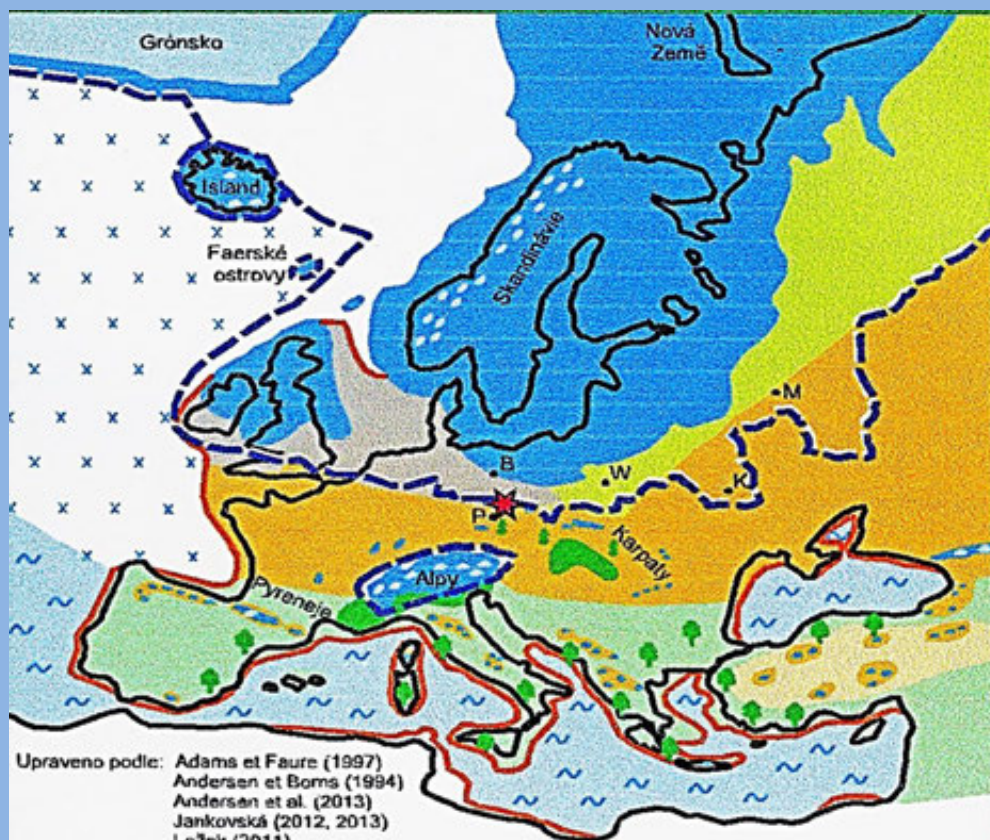 Grónsko
Nová
Země
Island
Faerské
ostrovy
Skandinávie
M
B
W
K
P
Karpaty
Alpy
Pyreneje
Upraveno podle: Adams et Faure (1997)
Andersen et Borns (1994)
Andersen et al. (2013)
Jankovská (2012, 2013)